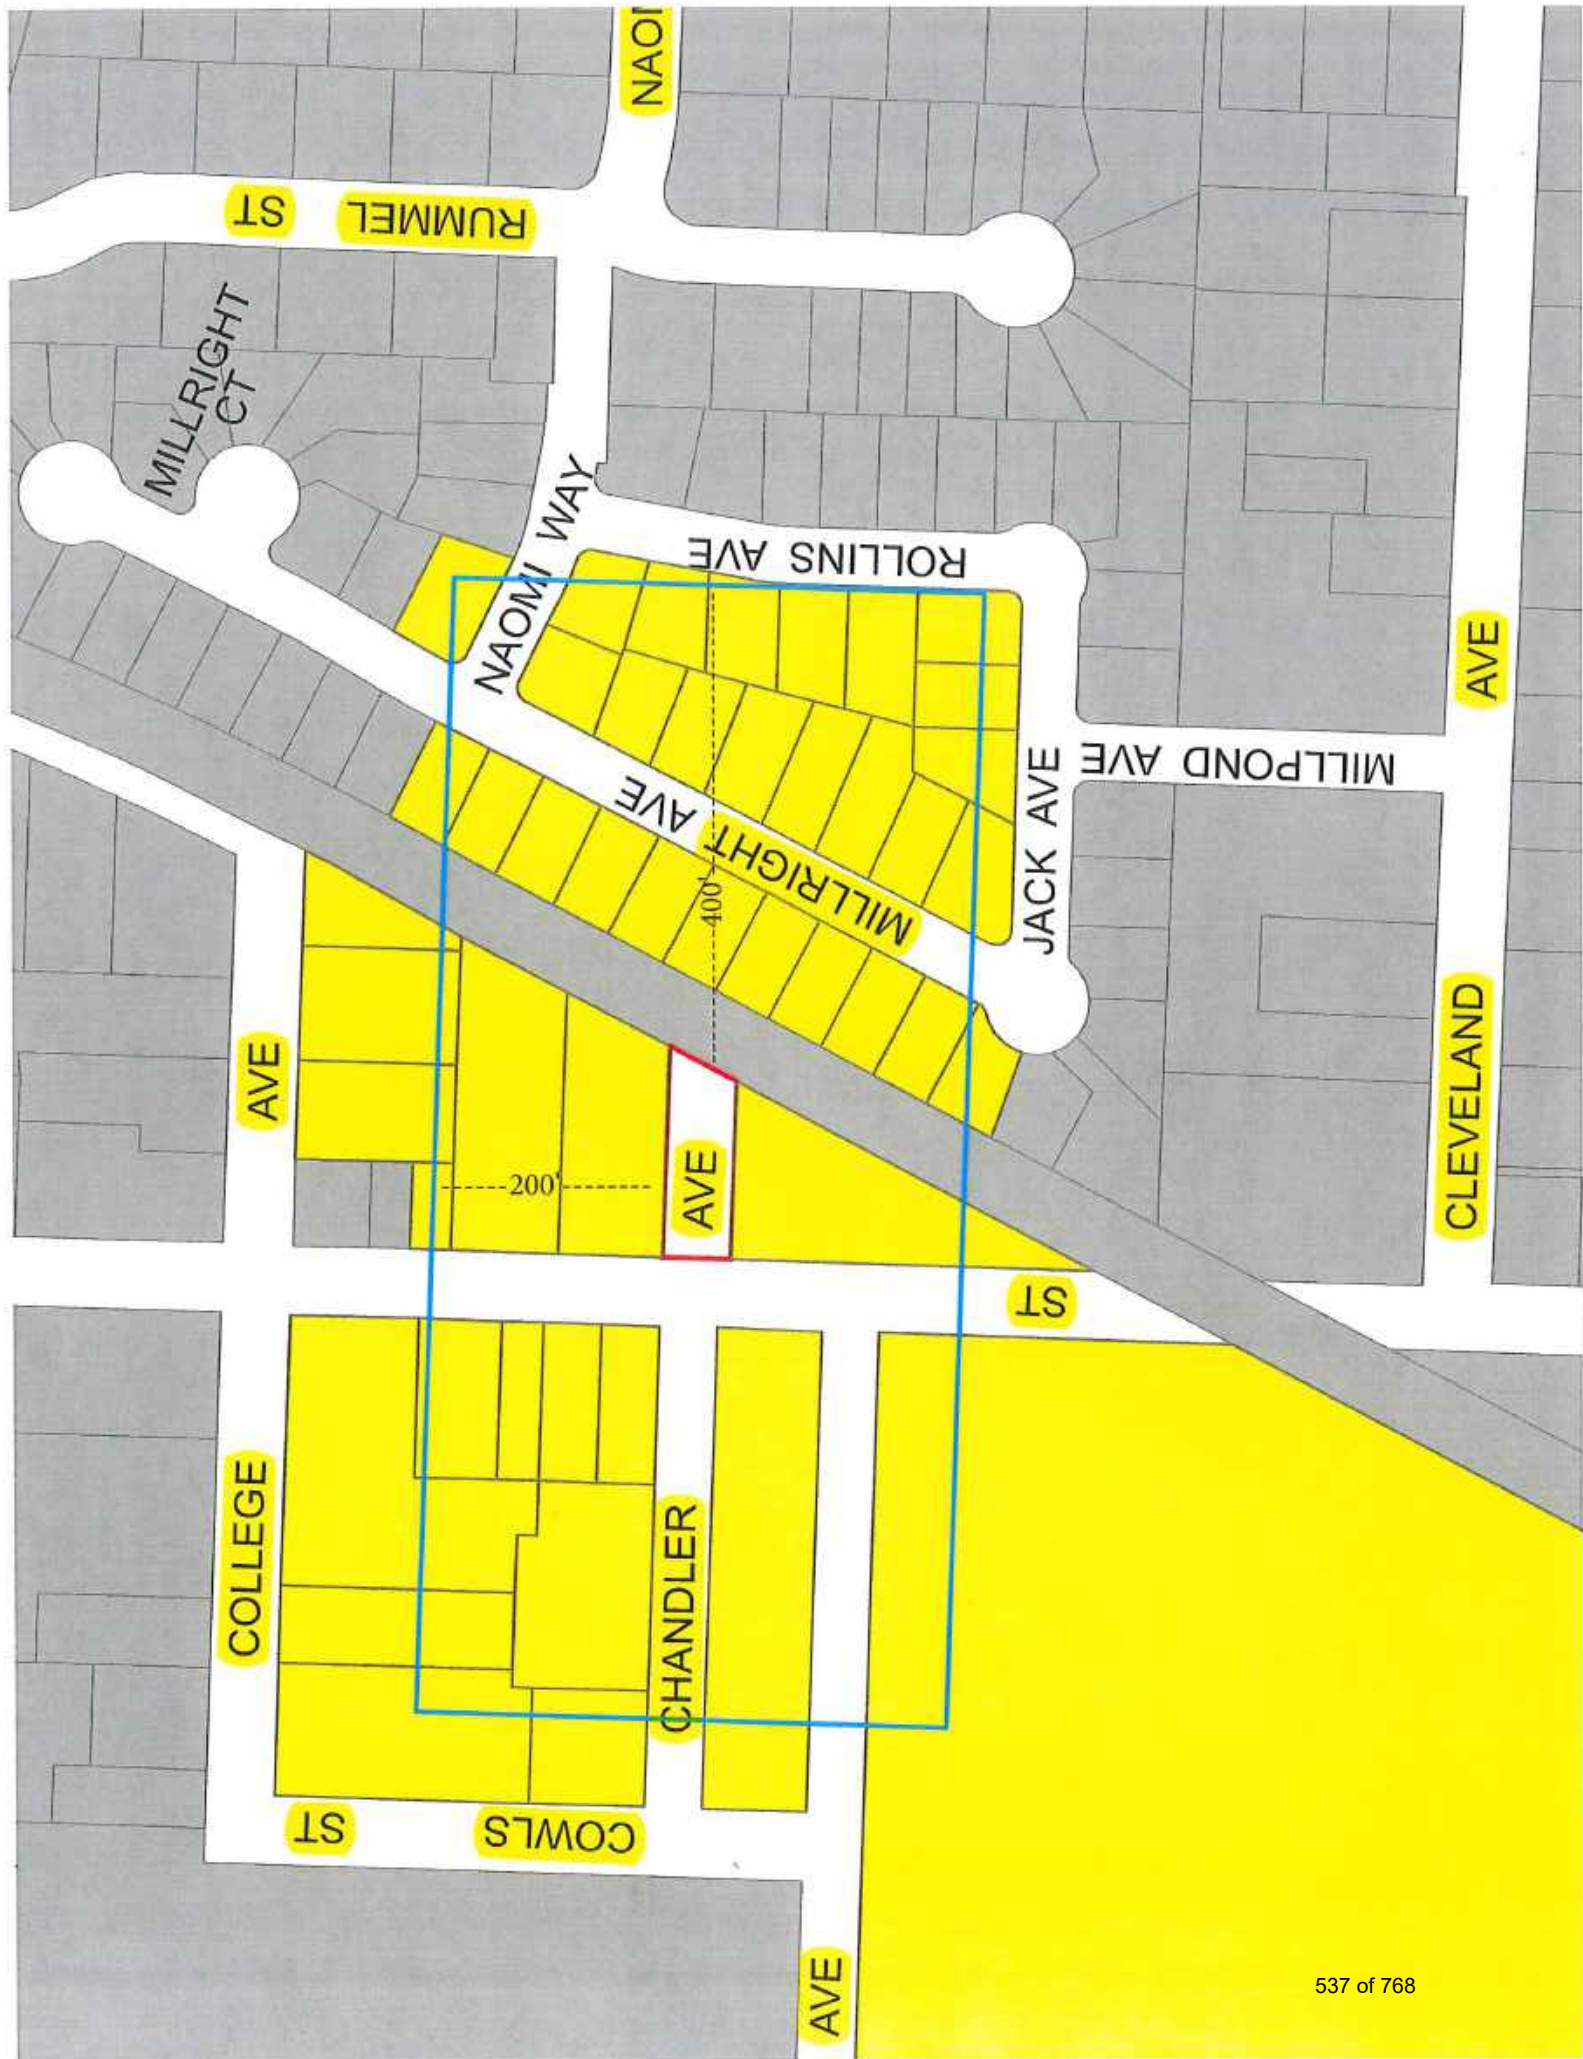 NAO
RUMMEL ST
MILLRIGHT
CT
NAOMI WAY
ROLLINS AVE
AVE
MILLPOND AVE
JACK AVE
MILLRIGHT AVE
400'
AVE
AVE
200'
CLEVELAND
ST
COLLEGE
CHANDLER
COWLS ST
AVE
537 of 768